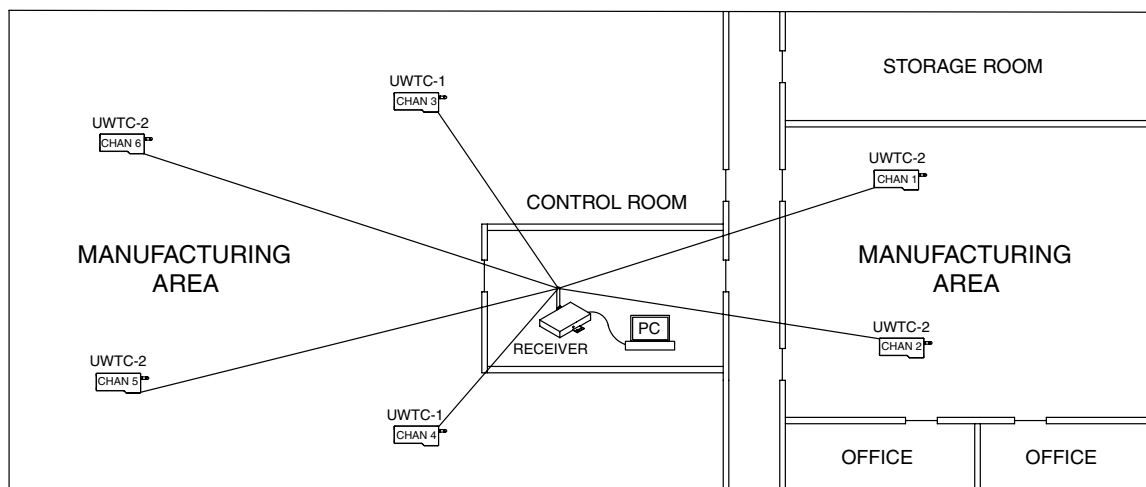 UWTC-1
CHAN 3
STORAGE ROOM
UWTC-2
CHAN 6
UWTC-2
CHAN 1
CONTROL ROOM
MANUFACTURING
AREA
MANUFACTURING
AREA
PC
RECEIVER
UWTC-2
CHAN 2
UWTC-2
CHAN 5
UWTC-1
CHAN 4
OFFICE
OFFICE